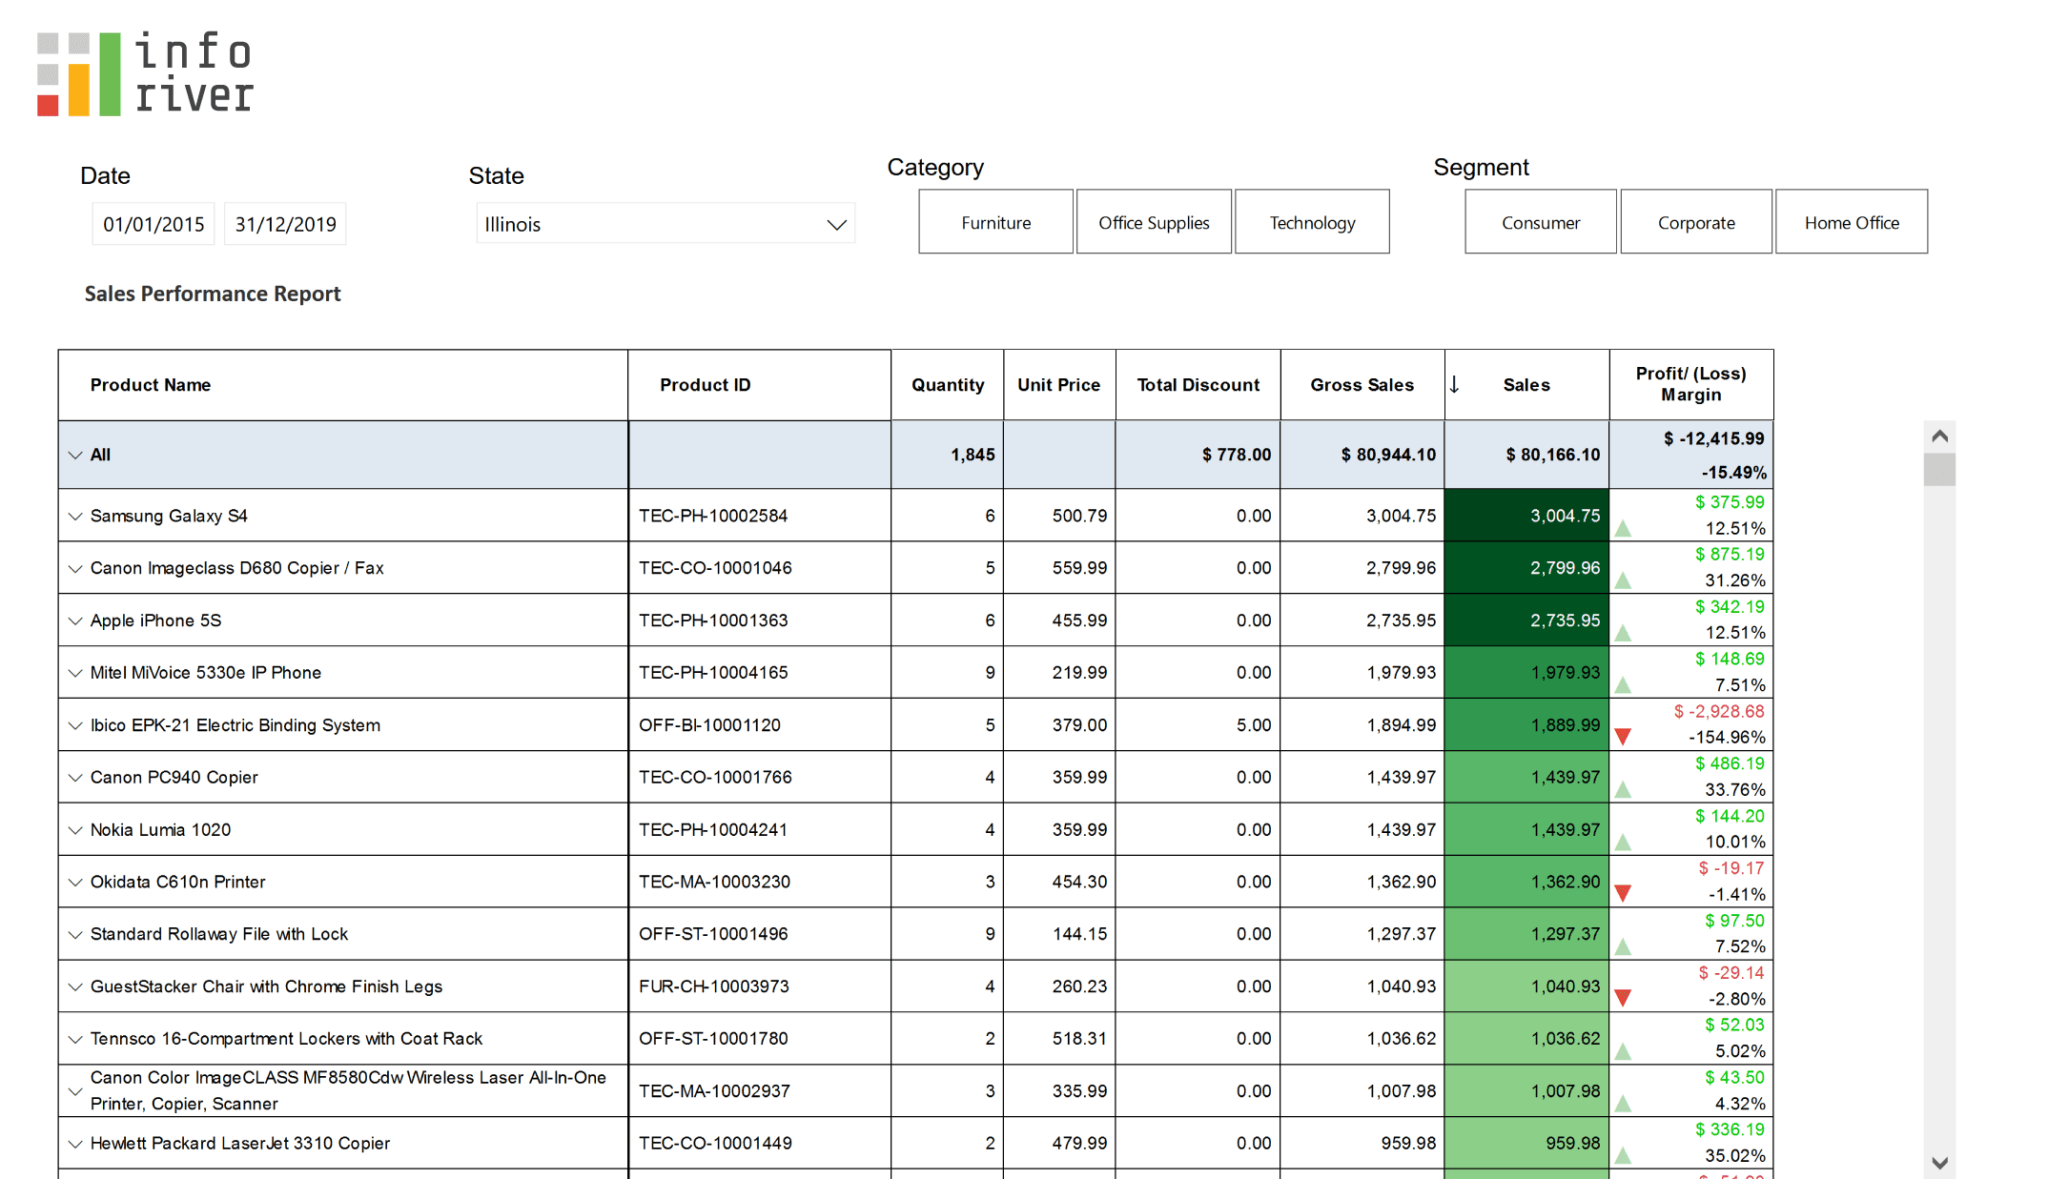 info
river
Date
State
Category
Segment
01/01/2015 31/12/2019
Illinois
Furniture Office Supplies Technology
Consumer Corporate Home Office
Sales Performance Report
Product Name Product ID Quantity Unit Price Total Discount Gross Sales ↓ Sales Profit/ (Loss) Margin
All 1,845 $ 778.00 $ 80,944.10 $ 80,166.10 $ -12,415.99
-15.49%
Samsung Galaxy S4 TEC-PH-10002584 6 500.79 0.00 3,004.75 3,004.75 $ 375.99
12.51%
Canon Imageclass D680 Copier / Fax TEC-CO-10001046 5 559.99 0.00 2,799.96 2,799.96 $ 875.19
31.26%
Apple iPhone 5S TEC-PH-10001363 6 455.99 0.00 2,735.95 2,735.95 $ 342.19
12.51%
Mitel MiVoice 5330e IP Phone TEC-PH-10004165 9 219.99 0.00 1,979.93 1,979.93 $ 148.69
7.51%
Ibico EPK-21 Electric Binding System OFF-BI-10001120 5 379.00 5.00 1,894.99 1,889.99 $ -2,928.68
-154.96%
Canon PC940 Copier TEC-CO-10001766 4 359.99 0.00 1,439.97 1,439.97 $ 486.19
33.76%
Nokia Lumia 1020 TEC-PH-10004241 4 359.99 0.00 1,439.97 1,439.97 $ 144.20
10.01%
Okidata C610n Printer TEC-MA-10003230 3 454.30 0.00 1,362.90 1,362.90 $ -19.17
-1.41%
Standard Rollaway File with Lock OFF-ST-10001496 9 144.15 0.00 1,297.37 1,297.37 $ 97.50
7.52%
GuestStacker Chair with Chrome Finish Legs FUR-CH-10003973 4 260.23 0.00 1,040.93 1,040.93 $ -29.14
-2.80%
Tennsco 16-Compartment Lockers with Coat Rack OFF-ST-10001780 2 518.31 0.00 1,036.62 1,036.62 $ 52.03
5.02%
Canon Color ImageCLASS MF8580Cdw Wireless Laser All-In-One
Printer, Copier, Scanner TEC-MA-10002937 3 335.99 0.00 1,007.98 1,007.98 $ 43.50
4.32%
Hewlett Packard LaserJet 3310 Copier TEC-CO-10001449 2 479.99 0.00 959.98 959.98 $ 336.19
35.02%